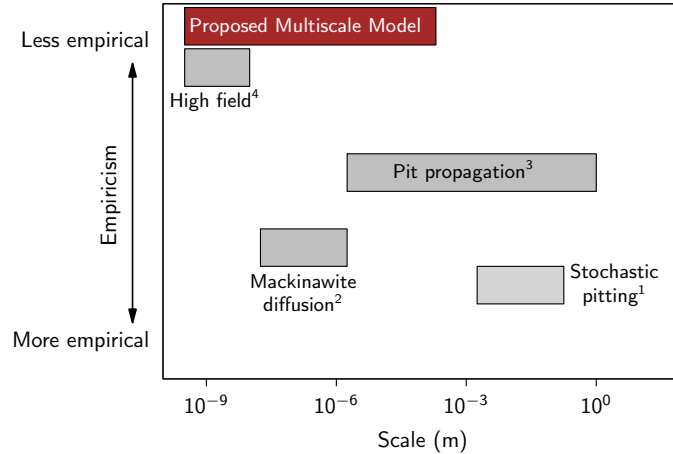 Proposed Multiscale Model
Less empirical
High field⁴
Pit propagation³
Empiricism
Mackinawite
diffusion²
Stochastic
pitting¹
More empirical
10⁻⁹ 10⁻⁶ 10⁻³ 10⁰
Scale (m)